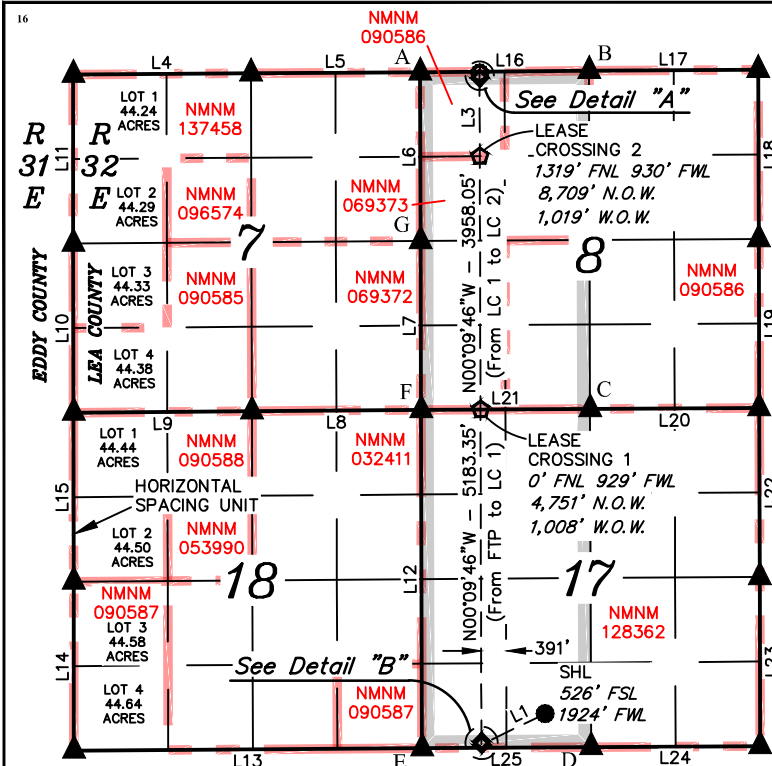 16
NMNM
090586
A
B
L4
L5
L16
L17
LOT 1
44.24
ACRES
NMNM
137458
See Detail "A"
L3
R
31
E
R
32
E
L11
L6
L18
LEASE
CROSSING 2
1319' FNL 930' FWL
8,709' N.O.W.
1,019' W.O.W.
LOT 2
44.29
ACRES
NMNM
096574
NMNM
069373
G
7
8
N00°09'46"W - 3958.05'
(From LC 1 to LC 2)
EDDY COUNTY
LEA COUNTY
LOT 3
44.33
ACRES
NMNM
090585
NMNM
069372
NMNM
090586
L10
L7
L19
LOT 4
44.38
ACRES
F
C
L9
L8
L21
L20
LOT 1
44.44
ACRES
NMNM
090588
NMNM
032411
LEASE
CROSSING 1
0' FNL 929' FWL
4,751' N.O.W.
1,008' W.O.W.
L15
HORIZONTAL
SPACING UNIT
L22
N00°09'46"W - 5183.35'
(From FTP to LC 1)
LOT 2
44.50
ACRES
NMNM
053990
18
L12
17
NMNM
090587
LOT 3
44.58
ACRES
NMNM
128362
L14
L23
391'
See Detail "B"
SHL
526' FSL
1924' FWL
LOT 4
44.64
ACRES
NMNM
090587
L1
L13
E
L25
D
L24